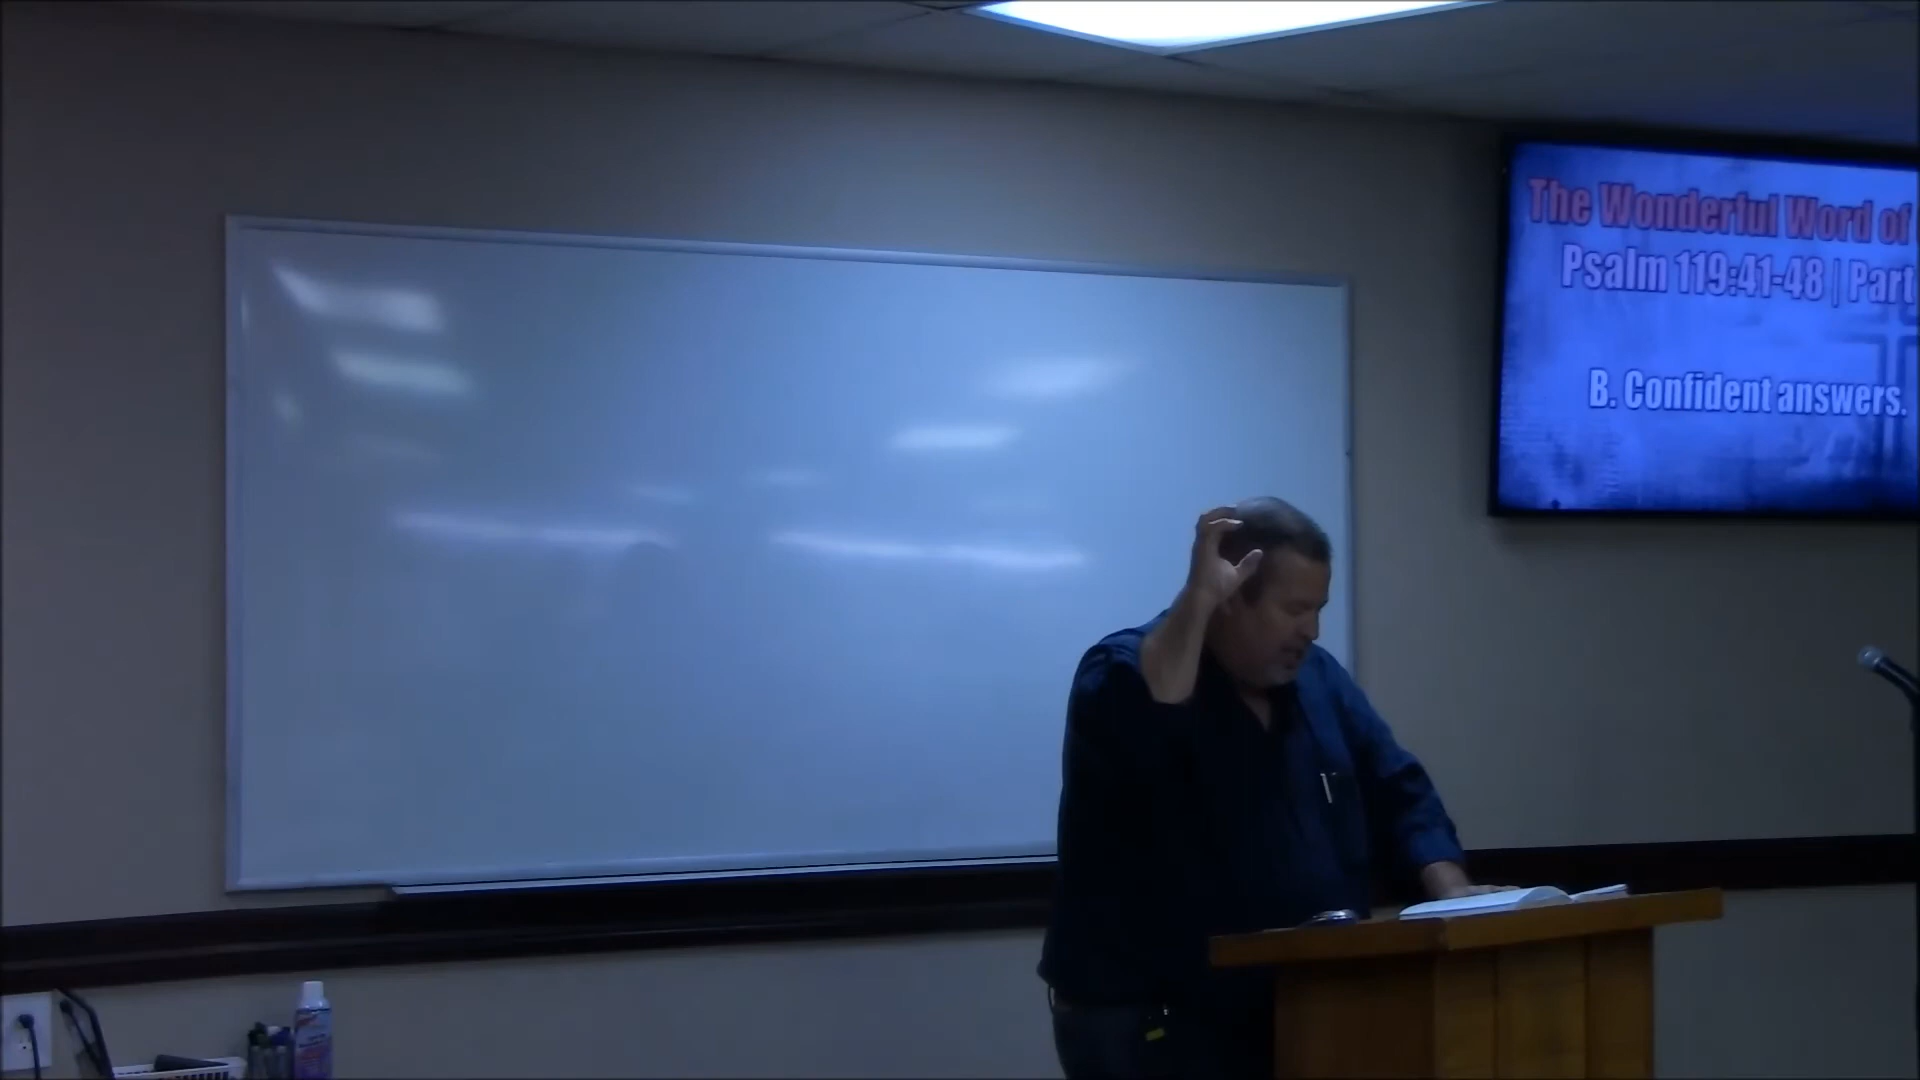 The Wonderful Word of
Psalm 119:41-48 | Part
B. Confident answers.